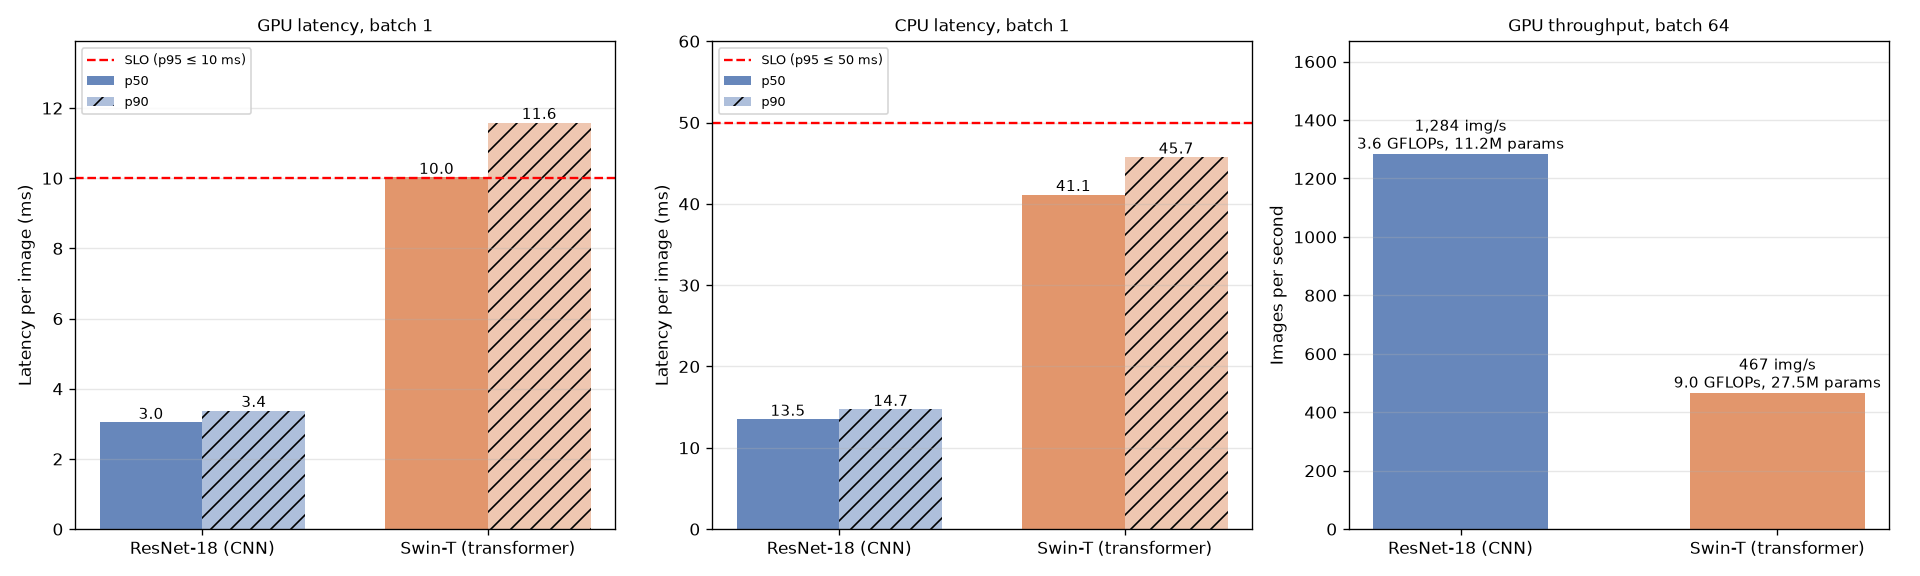 GPU latency, batch 1
SLO (p95 ≤ 10 ms)
p50
p90
Latency per image (ms)
12
10
8
6
4
2
0
3.0
3.4
10.0
11.6
ResNet-18 (CNN)
Swin-T (transformer)
CPU latency, batch 1
SLO (p95 ≤ 50 ms)
p50
p90
Latency per image (ms)
60
50
40
30
20
10
0
13.5
14.7
41.1
45.7
ResNet-18 (CNN)
Swin-T (transformer)
GPU throughput, batch 64
Images per second
1600
1400
1200
1000
800
600
400
200
0
1,284 img/s
3.6 GFLOPs, 11.2M params
467 img/s
9.0 GFLOPs, 27.5M params
ResNet-18 (CNN)
Swin-T (transformer)